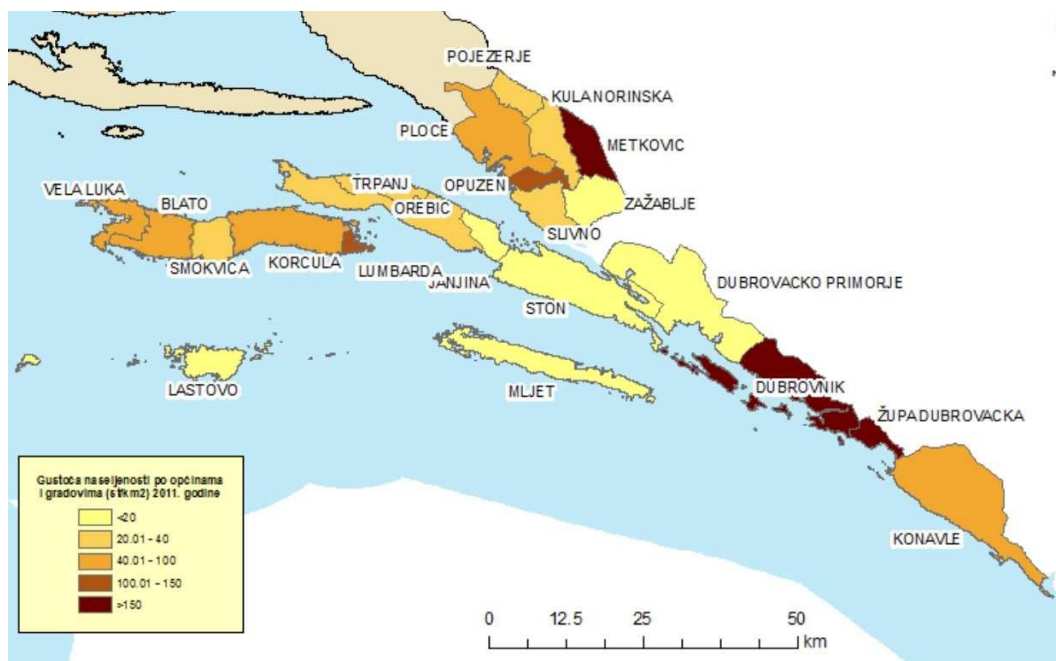 POJEZERJE
KULA NORINSKA
PLOCE
METKOVIC
VELA LUKA
BLATO
TRPANJ
OPUZEN
ZAŽABLJE
OREBIC
SLIVNO
SMOKVICA
KORCULA
LUMBARDA
JANJINA
DUBROVACKO PRIMORJE
STON
LASTOVO
MLJET
DUBROVNIK
ŽUPA DUBROVACKA
KONAVLE
Gustoća naseljenosti po općinama
i gradovima (st/km2) 2011. godine
<20
20.01 - 40
40.01 - 100
100.01 - 150
>150
0 12.5 25 50
km